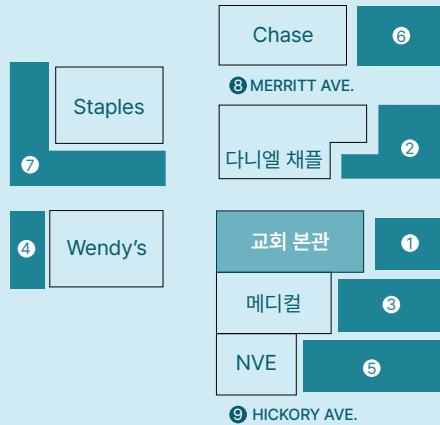 Chase
6
8 MERRITT AVE.
Staples
7
다니엘 채플
2
4
Wendy's
교회 본관
1
메디컬
3
NVE
5
9 HICKORY AVE.